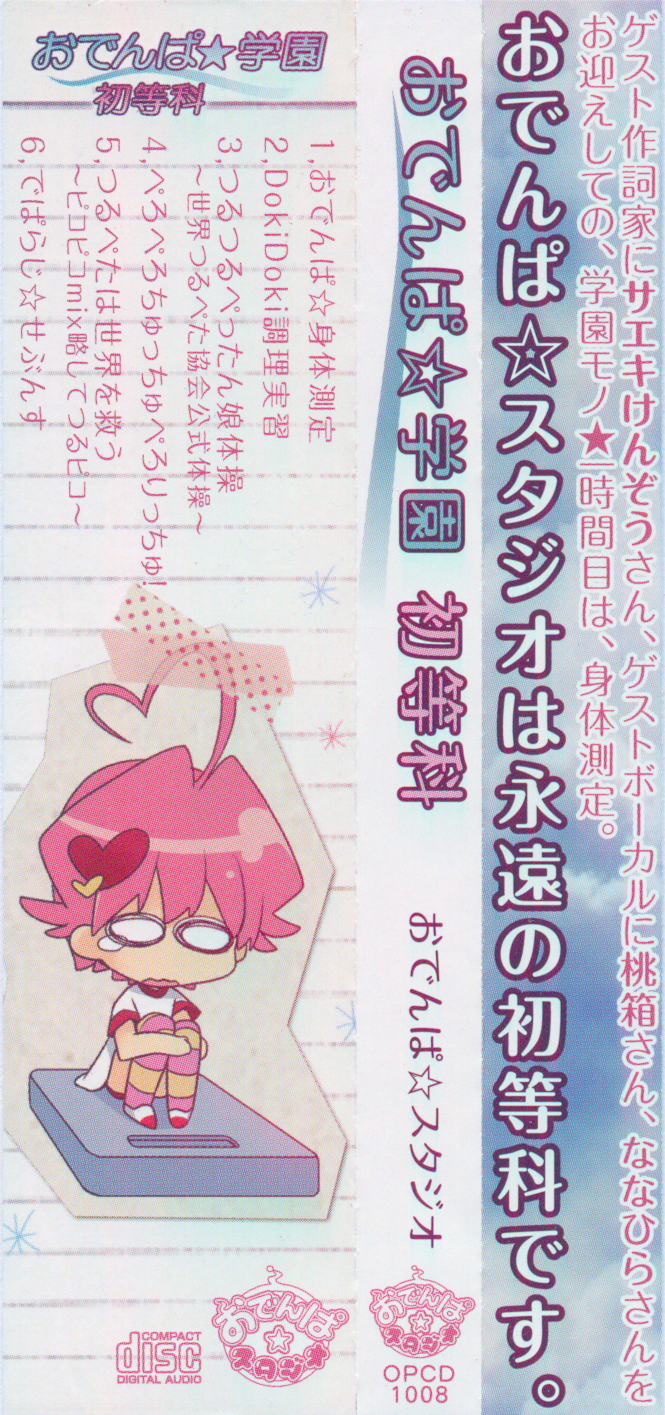 ゲスト作詞家にサエキけんぞうさん、ゲストボーカルに桃箱さん、ななひらさんを
お迎えしての、学園モノ★一時間目は、身体測定。
おでんぱ☆スタジオは永遠の初等科です。
おでんぱ★学園 初等科
おでんぱ☆スタジオ
おでんぱ
☆
スタジオ
OPCD
1008
おでんぱ★学園
初等科
1,おでんぱ☆身体測定
2,DokiDoki調理実習
3,つるつるぺったん娘体操
～世界つるぺた協会公式体操～
4,ぺろぺろちゅっちゅぺろりっちゅ!
5,つるぺたは世界を救う
～ピコピコmix略してつるピコ～
6,でぱらじ☆せぶんす
おでんぱ
☆
スタジオ
COMPACT
disc
DIGITAL AUDIO